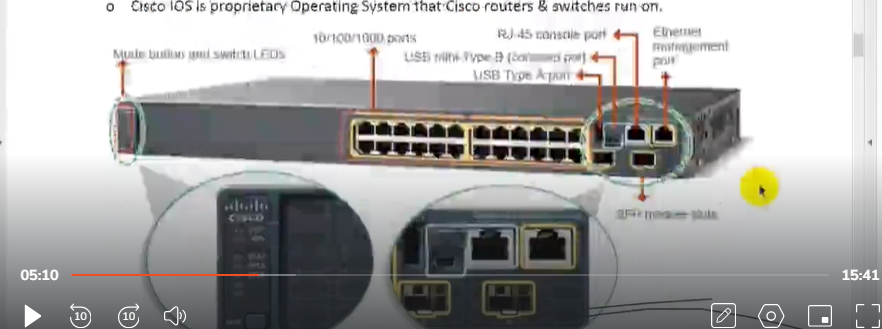 o Cisco IOS is proprietary Operating System that Cisco routers & switches run on.
10/100/1000 ports
RJ-45 console port
Ethernet
management
port
Mode button and switch LEDs
USB mini-Type B (console port)
USB Type A port
SFP module slots
CISCO
05:10
15:41
10
10